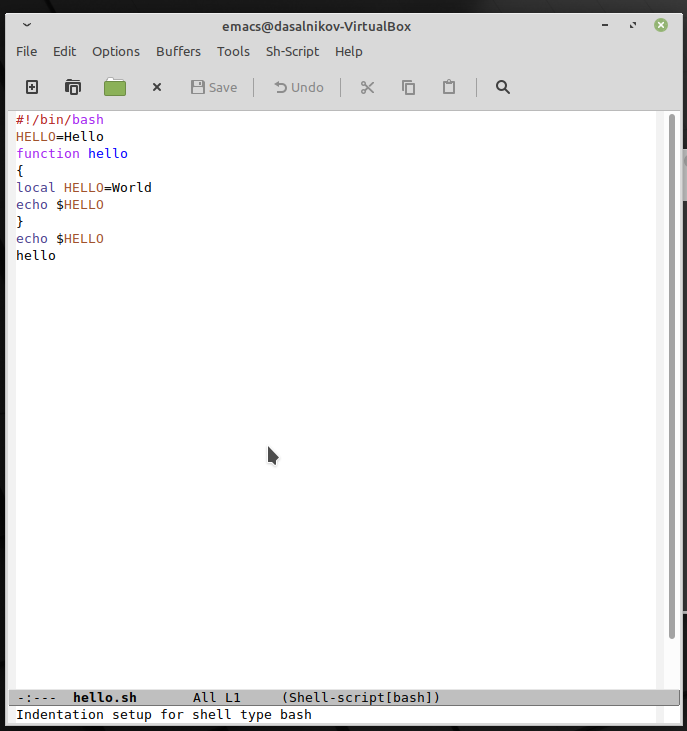 emacs@dasalnikov-VirtualBox
File Edit Options Buffers Tools Sh-Script Help
Save Undo
#!/bin/bash
HELLO=Hello
function hello
{
local HELLO=World
echo $HELLO
}
echo $HELLO
hello
-:--- hello.sh All L1 (Shell-script[bash])
Indentation setup for shell type bash